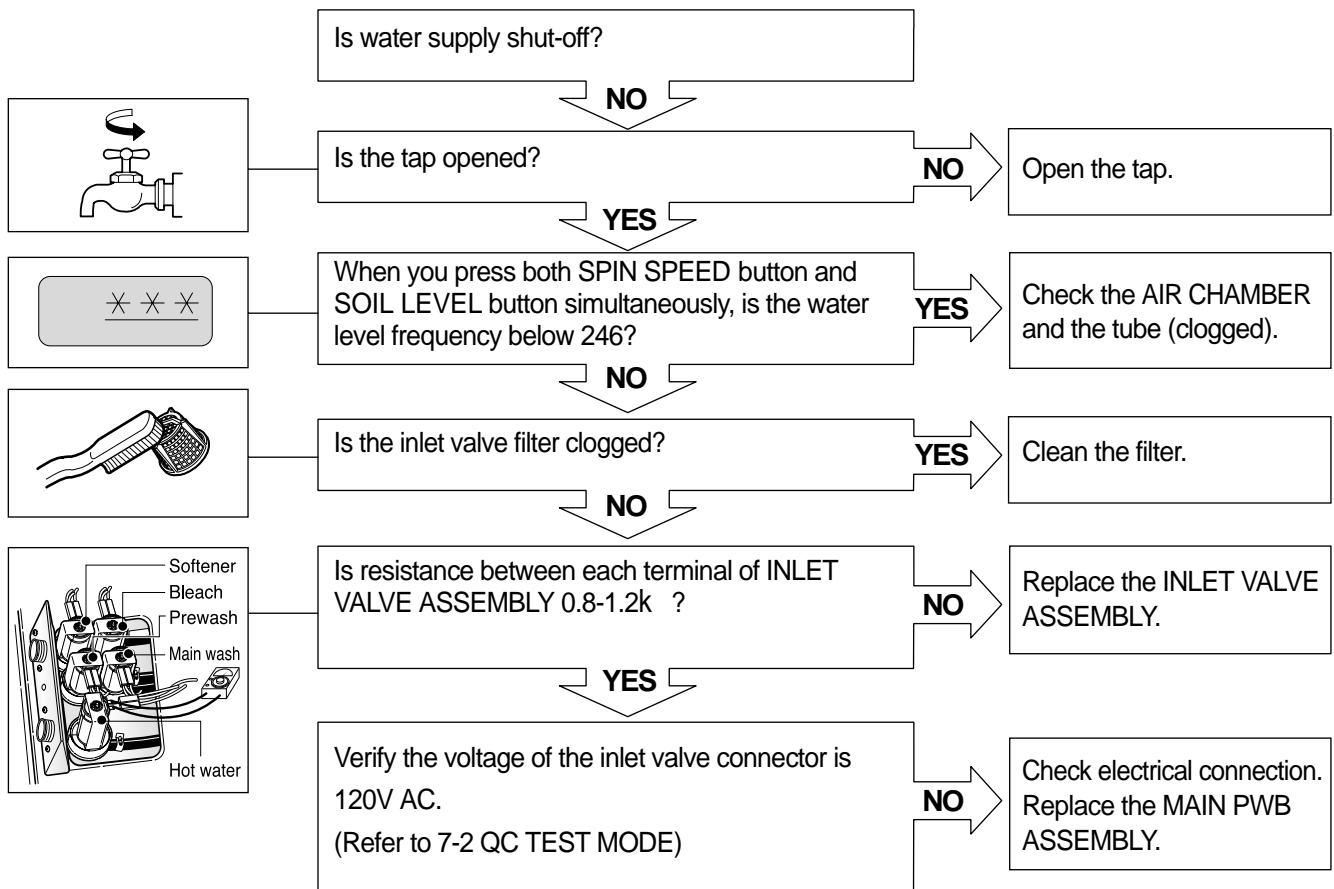 Is water supply shut-off?
NO
Is the tap opened?
NO
Open the tap.
YES
When you press both SPIN SPEED button and
SOIL LEVEL button simultaneously, is the water
level frequency below 246?
YES
Check the AIR CHAMBER
and the tube (clogged).
NO
Is the inlet valve filter clogged?
YES
Clean the filter.
NO
Softener
Bleach
Prewash
Main wash
Hot water
Is resistance between each terminal of INLET
VALVE ASSEMBLY 0.8-1.2k ?
NO
Replace the INLET VALVE
ASSEMBLY.
YES
Verify the voltage of the inlet valve connector is
120V AC.
(Refer to 7-2 QC TEST MODE)
NO
Check electrical connection.
Replace the MAIN PWB
ASSEMBLY.